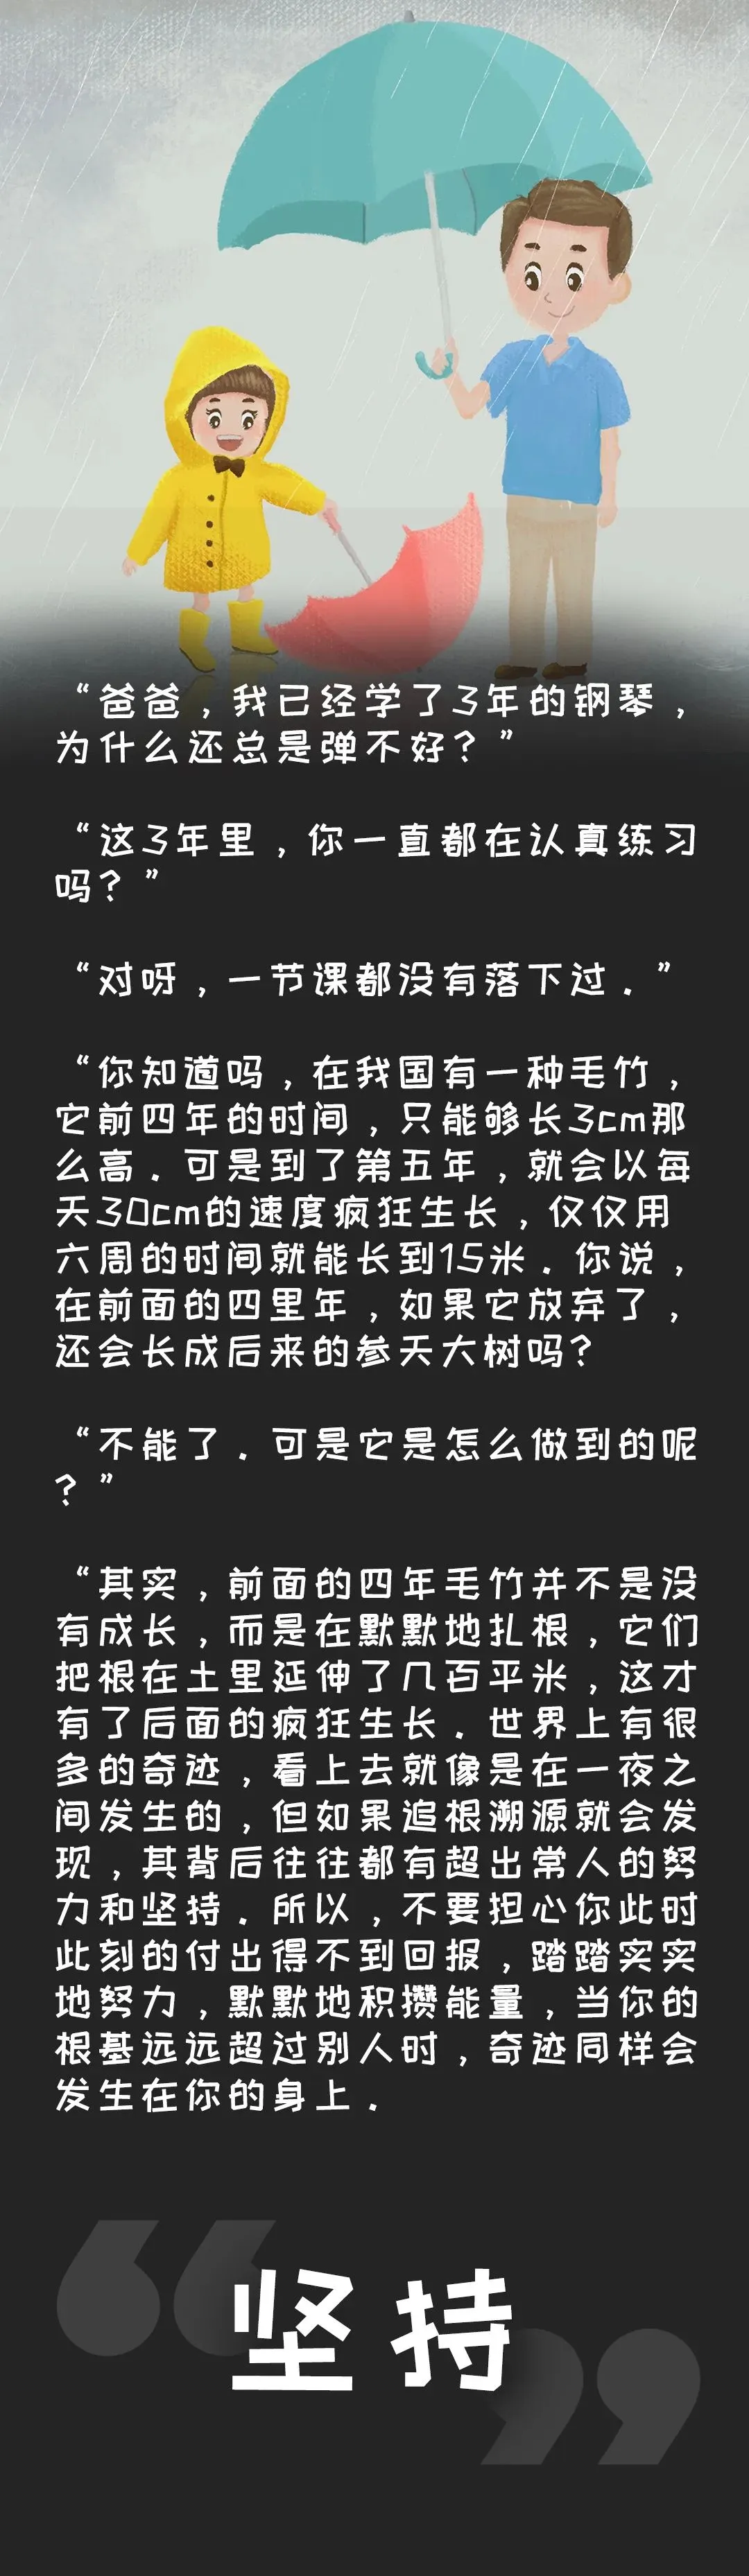 “爸爸，我已经学了3年的钢琴，
为什么还总是弹不好？”
“这3年里，你一直都在认真练习
吗？”
“对呀，一节课都没有落下过．”
“你知道吗，在我国有一种毛竹，
它前四年的时间，只能够长3cm那
么高．可是到了第五年，就会以每
天30cm的速度疯狂生长，仅仅用
六周的时间就能长到15米．你说，
在前面的四里年，如果它放弃了，
还会长成后来的参天大树吗？
“不能了．可是它是怎么做到的呢
？”
“其实，前面的四年毛竹并不是没
有成长，而是在默默地扎根，它们
把根在土里延伸了几百平米，这才
有了后面的疯狂生长．世界上有很
多的奇迹，看上去就像是在一夜之
间发生的，但如果追根溯源就会发
现，其背后往往都有超出常人的努
力和坚持．所以，不要担心你此时
此刻的付出得不到回报，踏踏实实
地努力，默默地积攒能量，当你的
根基远远超过别人时，奇迹同样会
发生在你的身上．
“坚持”